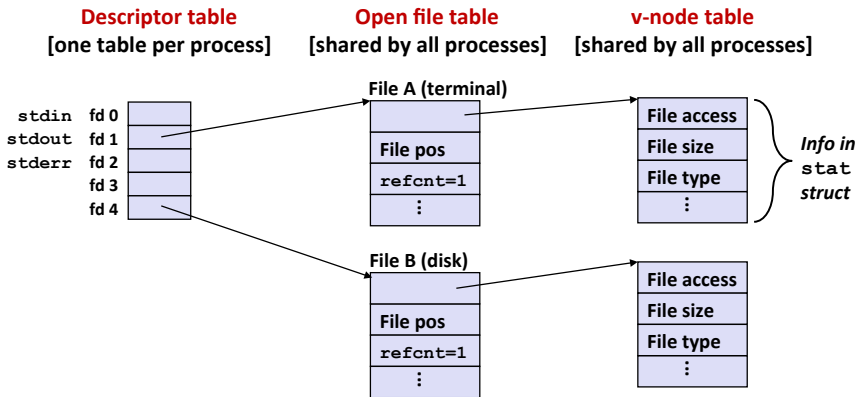 Descriptor table
[one table per process]
Open file table
[shared by all processes]
v-node table
[shared by all processes]
stdin fd 0
stdout fd 1
stderr fd 2
fd 3
fd 4
File A (terminal)
File pos
refcnt=1
⋮
File access
File size
File type
⋮
Info in
stat
struct
File B (disk)
File pos
refcnt=1
⋮
File access
File size
File type
⋮